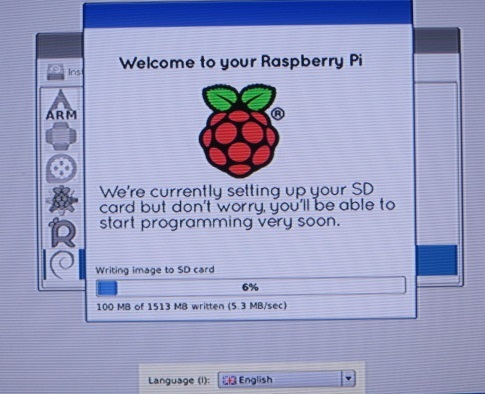 Welcome to your Raspberry Pi
®
Inst
ARM
We're currently setting up your SD
card but don't worry, you'll be able to
start programming very soon.
Writing image to SD card
6%
100 MB of 1513 MB written (5.3 MB/sec)
Language (l): English